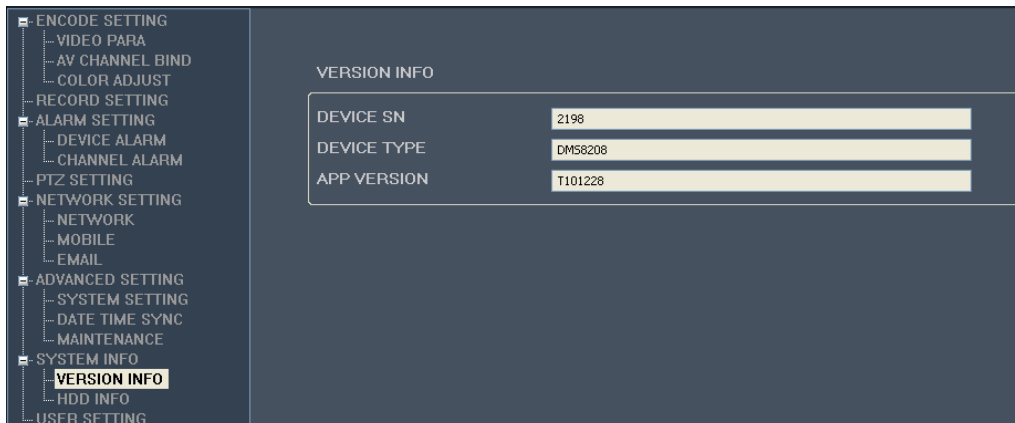 ENCODE SETTING
VIDEO PARA
AV CHANNEL BIND
COLOR ADJUST
RECORD SETTING
ALARM SETTING
DEVICE ALARM
CHANNEL ALARM
PTZ SETTING
NETWORK SETTING
NETWORK
MOBILE
EMAIL
ADVANCED SETTING
SYSTEM SETTING
DATE TIME SYNC
MAINTENANCE
SYSTEM INFO
VERSION INFO
HDD INFO
USER SETTING
VERSION INFO
DEVICE SN 2198
DEVICE TYPE DMS8208
APP VERSION T101228